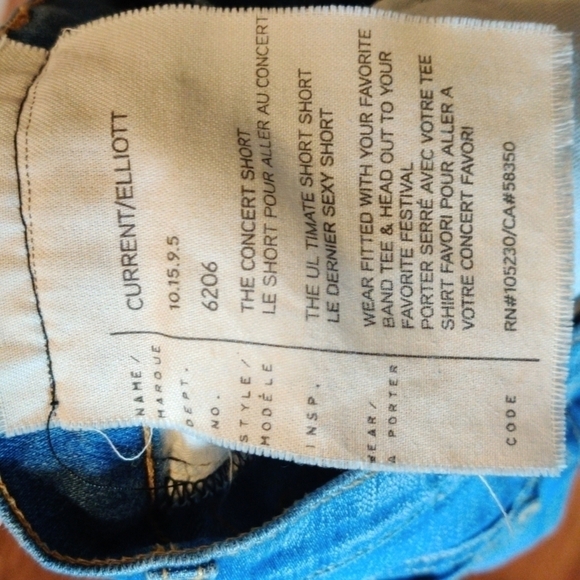 NAME/ CURRENT/ELLIOTT
MARQUE
DEPT. 10.15.9.5
NO. 6206
STYLE/ THE CONCERT SHORT
MODÈLE LE SHORT POUR ALLER AU CONCERT
INSP. THE UL TIMATE SHORT SHORT
LE DERNIER SEXY SHORT
WEAR/ WEAR FITTED WITH YOUR FAVORITE
A PORTER BAND TEE & HEAD OUT TO YOUR
FAVORITE FESTIVAL
PORTER SERRÉ AVEC VOTRE TEE
SHIRT FAVORI POUR ALLER A
VOTRE CONCERT FAVORI
CODE RN#105230/CA#58350